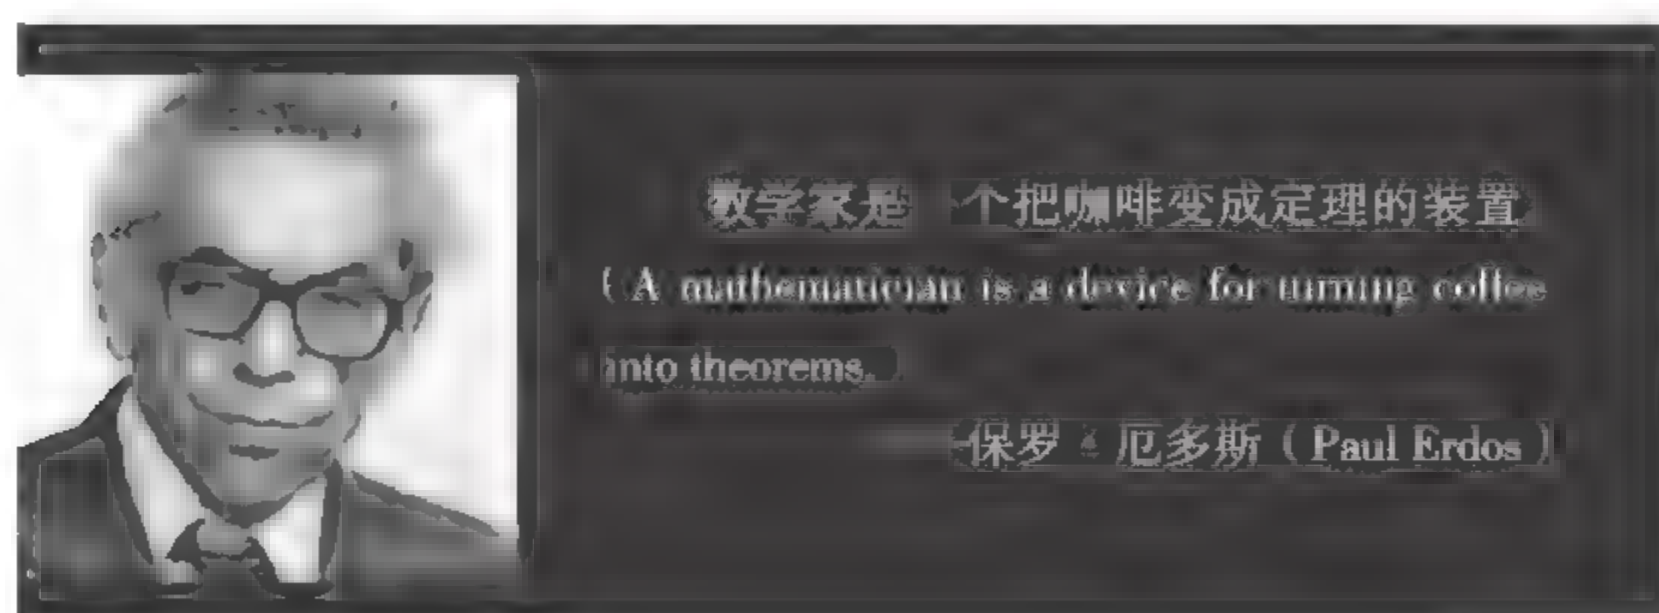 数学家是一个把咖啡变成定理的装置
( A mathematician is a device for turning coffee
into theorems.
-保罗·厄多斯 ( Paul Erdos )